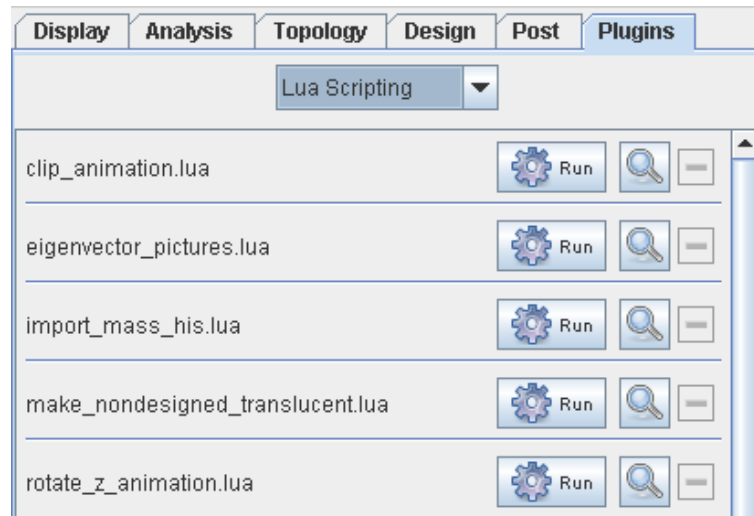 Display Analysis Topology Design Post Plugins
Lua Scripting
clip_animation.lua Run
eigenvector_pictures.lua Run
import_mass_his.lua Run
make_nondesigned_translucent.lua Run
rotate_z_animation.lua Run